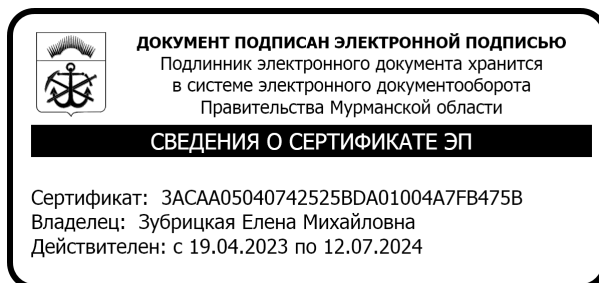 ДОКУМЕНТ ПОДПИСАН ЭЛЕКТРОННОЙ ПОДПИСЬЮ
Подлинник электронного документа хранится
в системе электронного документооборота
Правительства Мурманской области
СВЕДЕНИЯ О СЕРТИФИКАТЕ ЭП
Сертификат: 3ACAA05040742525BDA01004A7FB475B
Владелец: Зубрицкая Елена Михайловна
Действителен: с 19.04.2023 по 12.07.2024